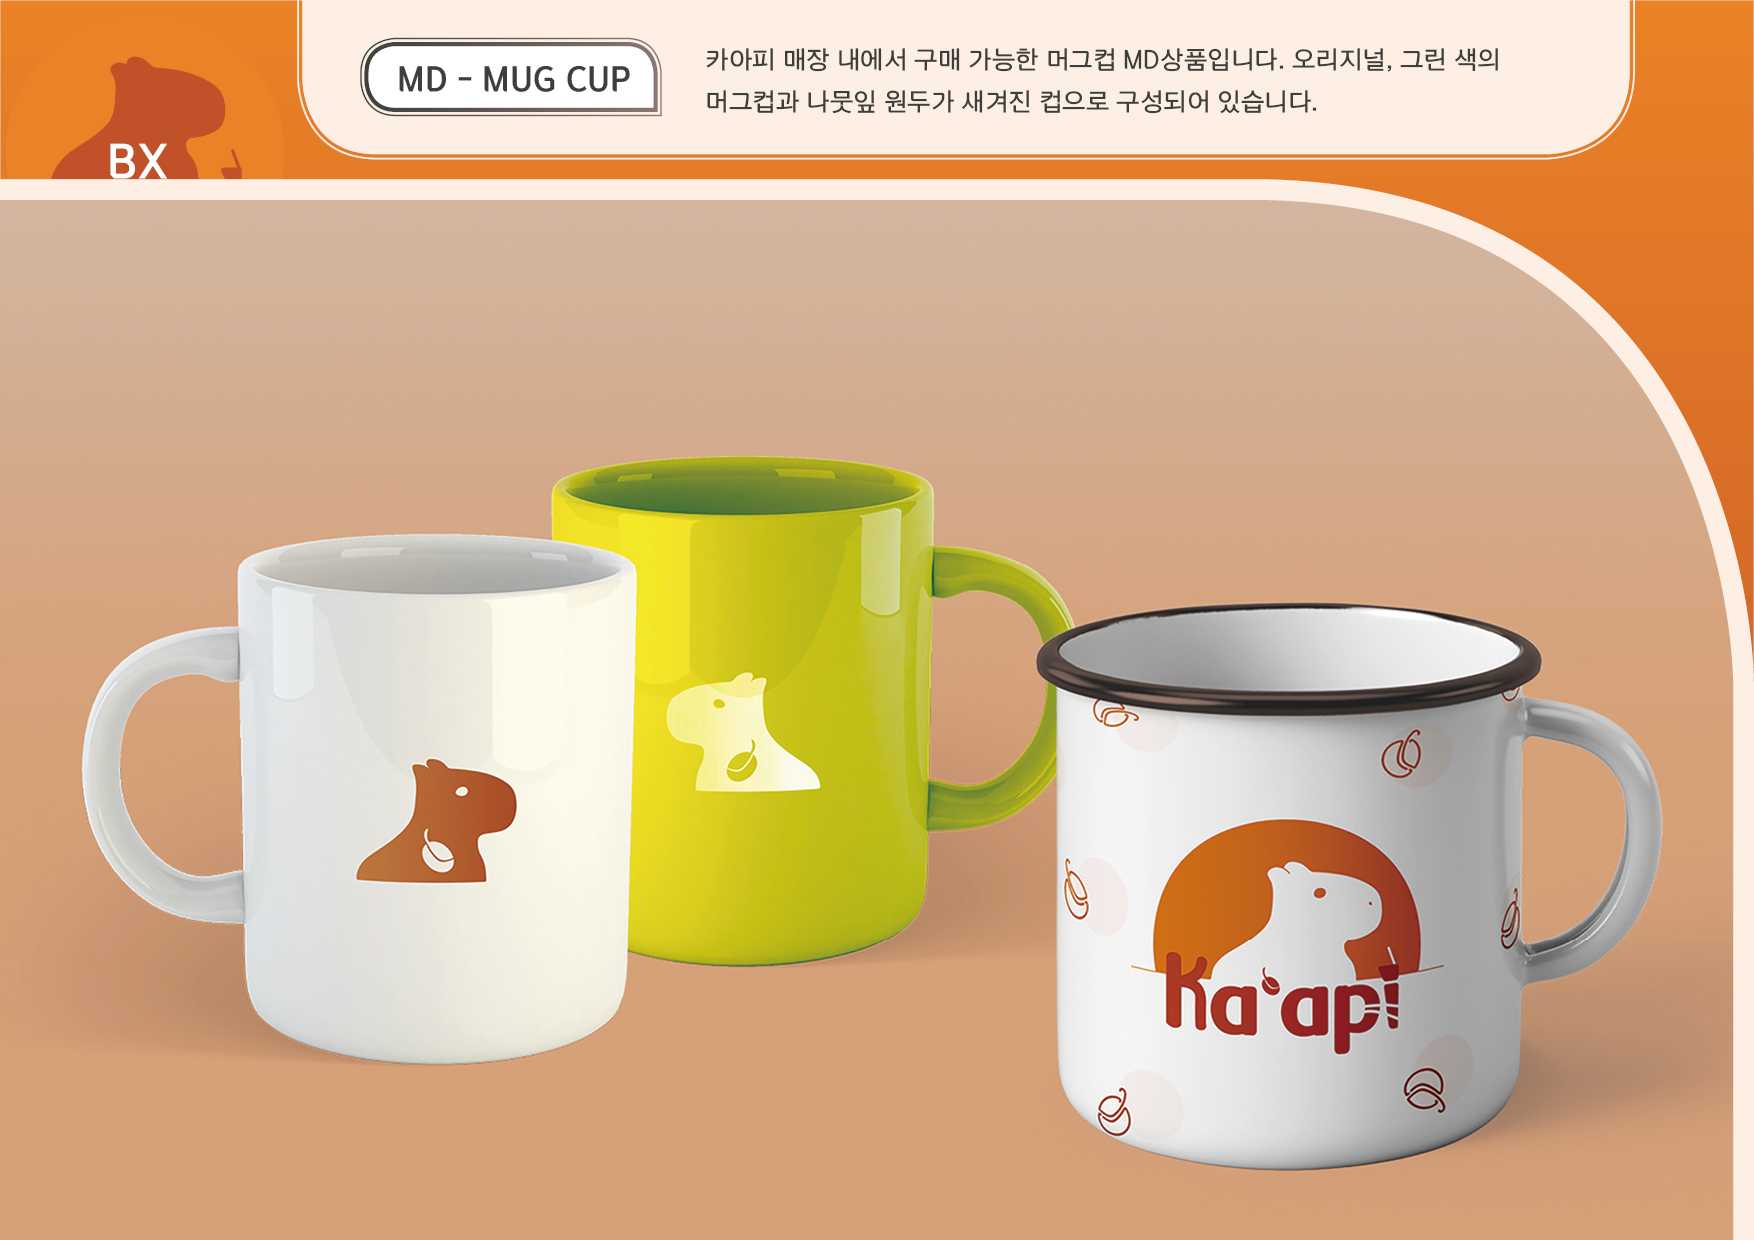 BX
MD - MUG CUP
카아피 매장 내에서 구매 가능한 머그컵 MD상품입니다. 오리지널, 그린 색의
머그컵과 나뭇잎 원두가 새겨진 컵으로 구성되어 있습니다.
Ka'api